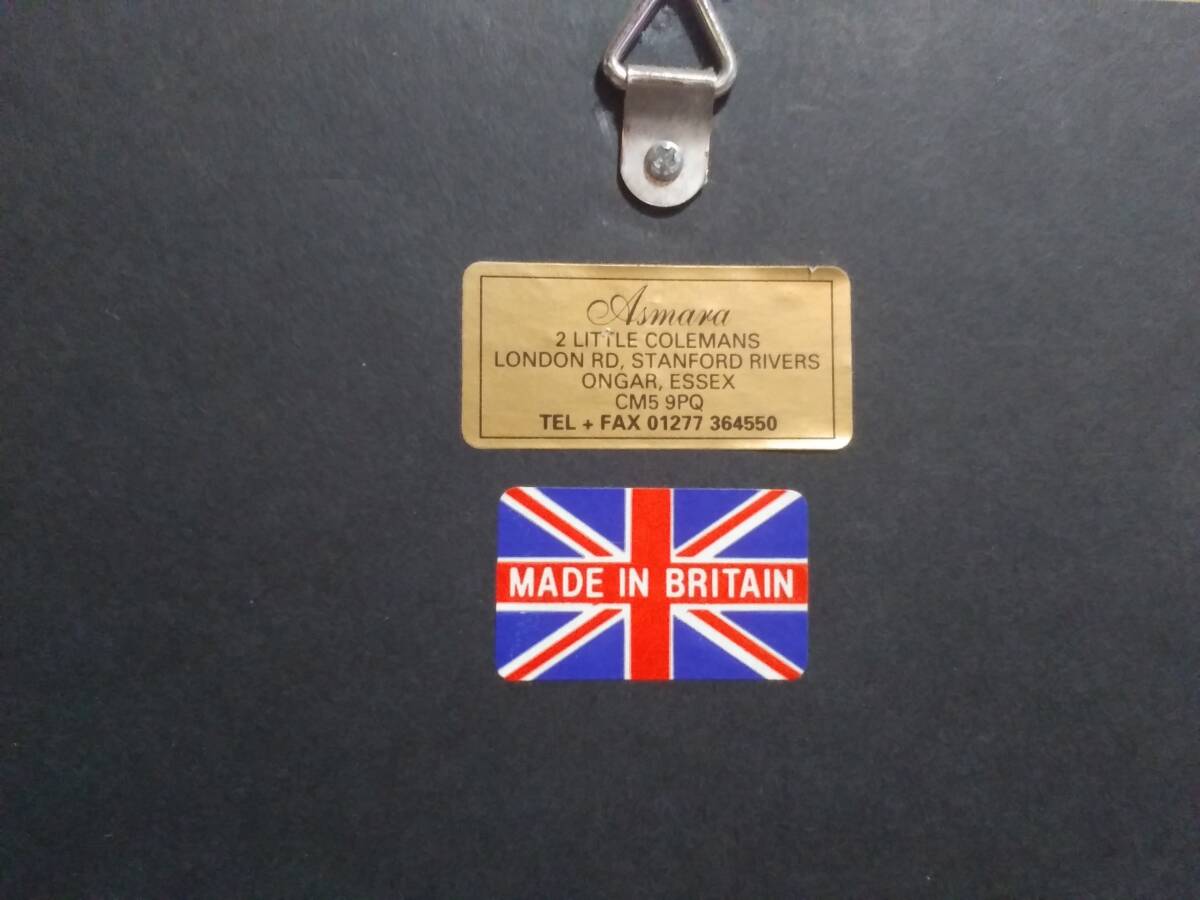 Asmara
2 LITTLE COLEMANS
LONDON RD, STANFORD RIVERS
ONGAR, ESSEX
CM5 9PQ
TEL + FAX 01277 364550
MADE IN BRITAIN